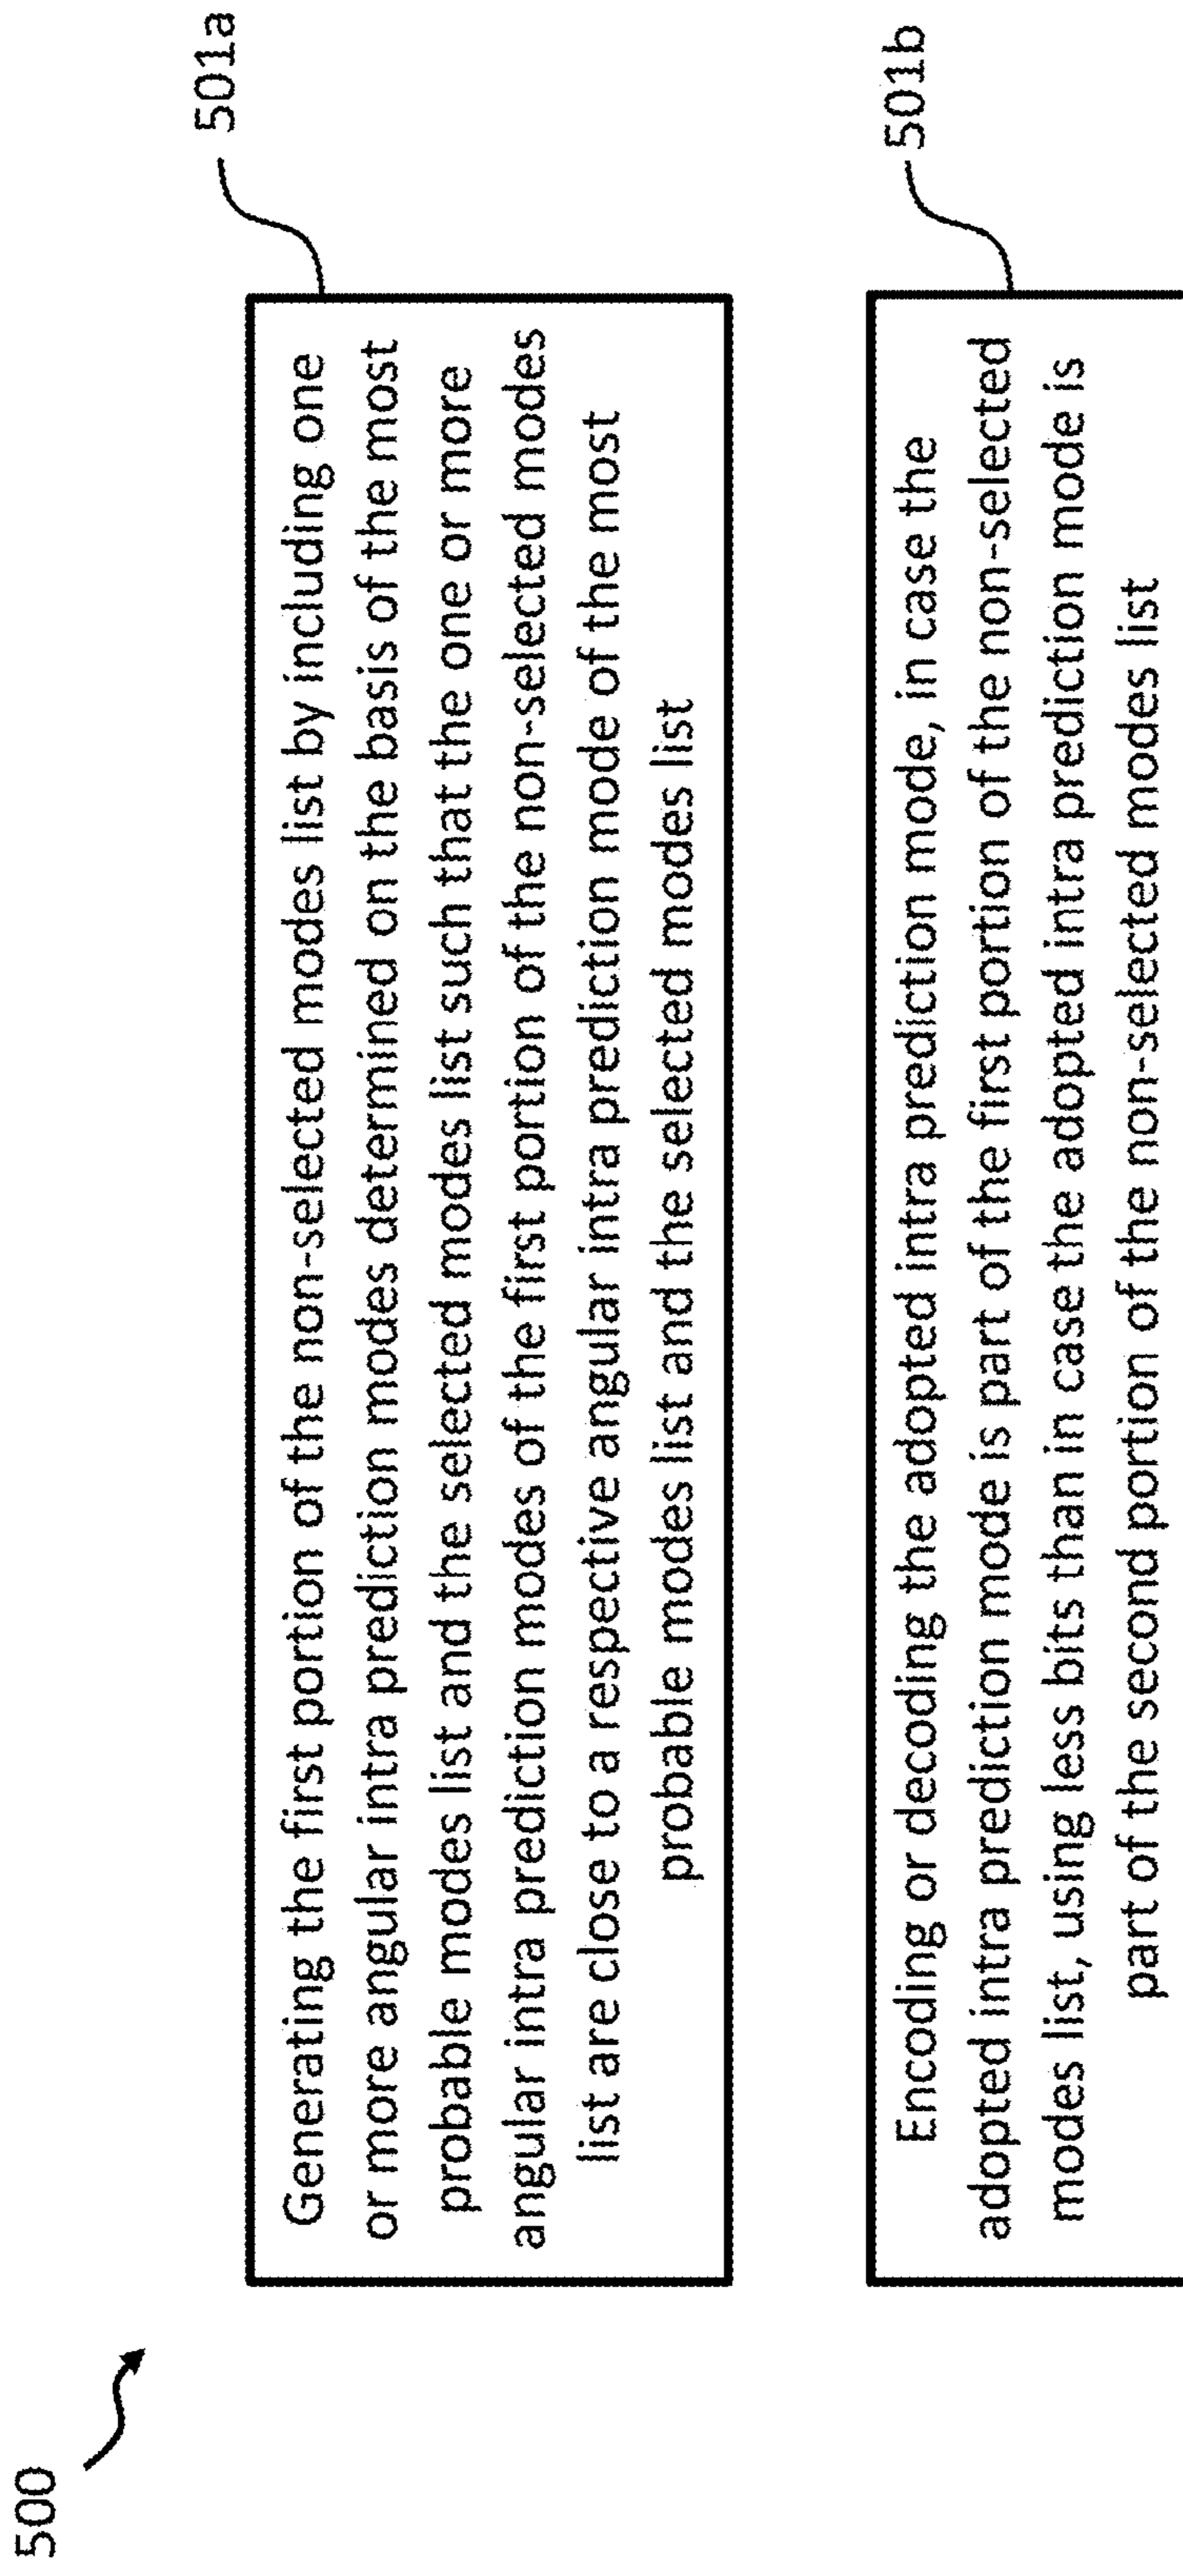 500
501a
Generating the first portion of the non-selected modes list by including one
or more angular intra prediction modes determined on the basis of the most
probable modes list and the selected modes list such that the one or more
angular intra prediction modes of the first portion of the non-selected modes
list are close to a respective angular intra prediction mode of the most
probable modes list and the selected modes list
501b
Encoding or decoding the adopted intra prediction mode, in case the
adopted intra prediction mode is part of the first portion of the non-selected
modes list, using less bits than in case the adopted intra prediction mode is
part of the second portion of the non-selected modes list